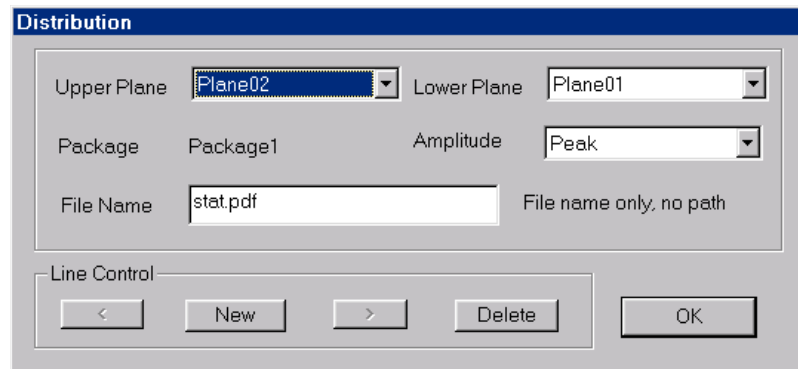 Distribution
Upper Plane Plane02 Lower Plane Plane01
Package Package1 Amplitude Peak
File Name stat.pdf File name only, no path
Line Control
< New > Delete OK